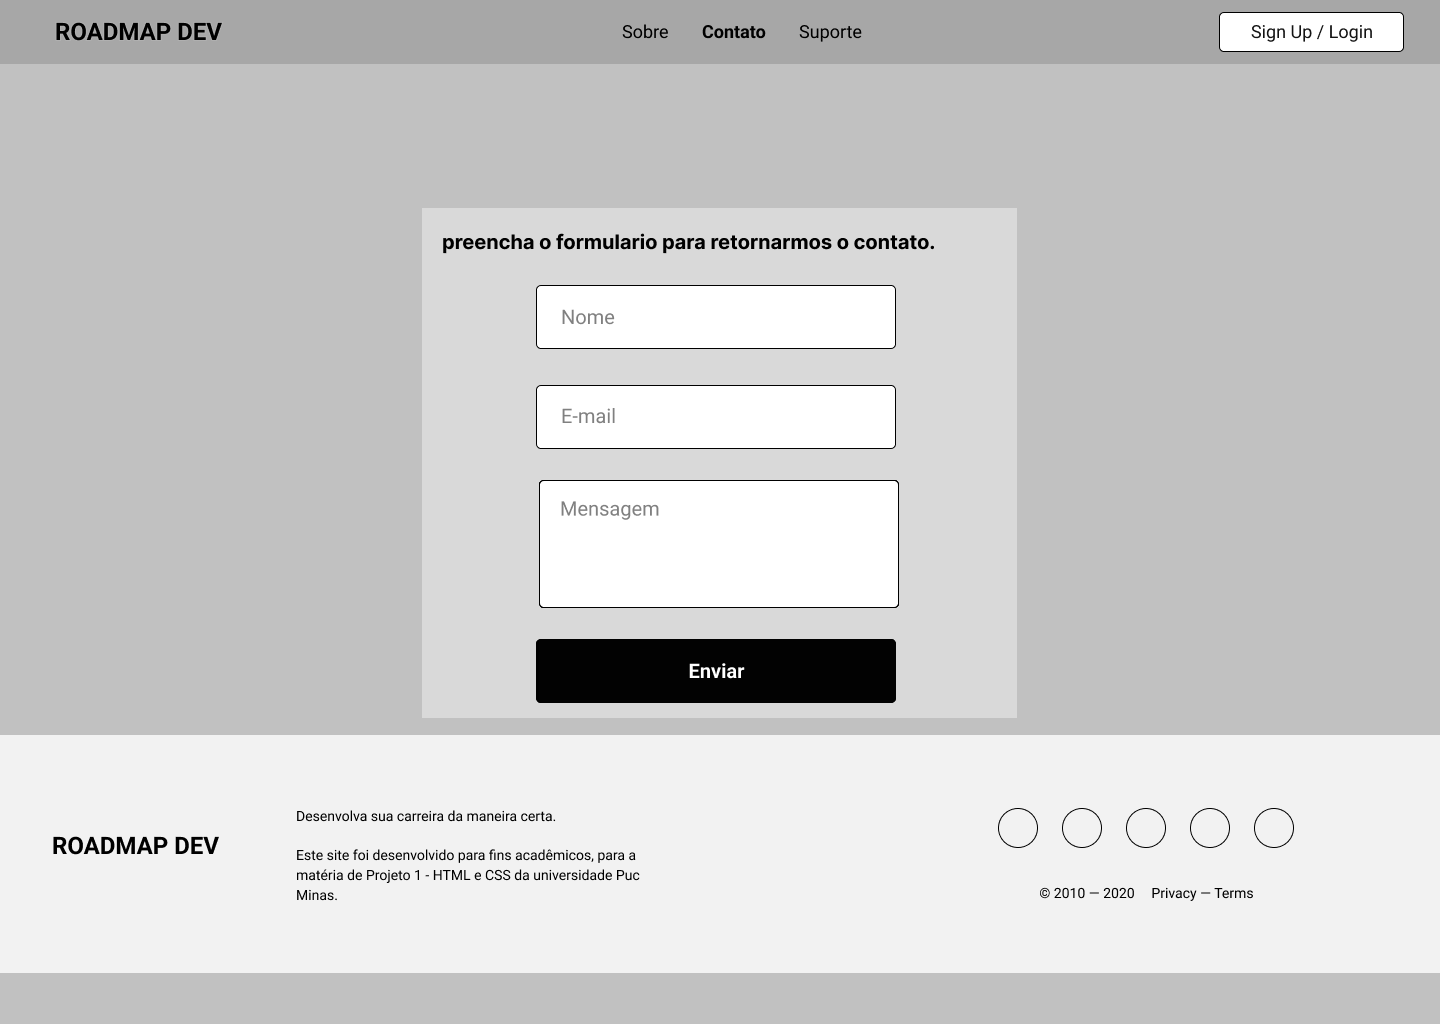 ROADMAP DEV
Sobre Contato Suporte
Sign Up / Login
preencha o formulario para retornarmos o contato.
Nome
E-mail
Mensagem
Enviar
ROADMAP DEV
Desenvolva sua carreira da maneira certa.
Este site foi desenvolvido para fins acadêmicos, para a
matéria de Projeto 1 - HTML e CSS da universidade Puc
Minas.
© 2010 — 2020 Privacy — Terms